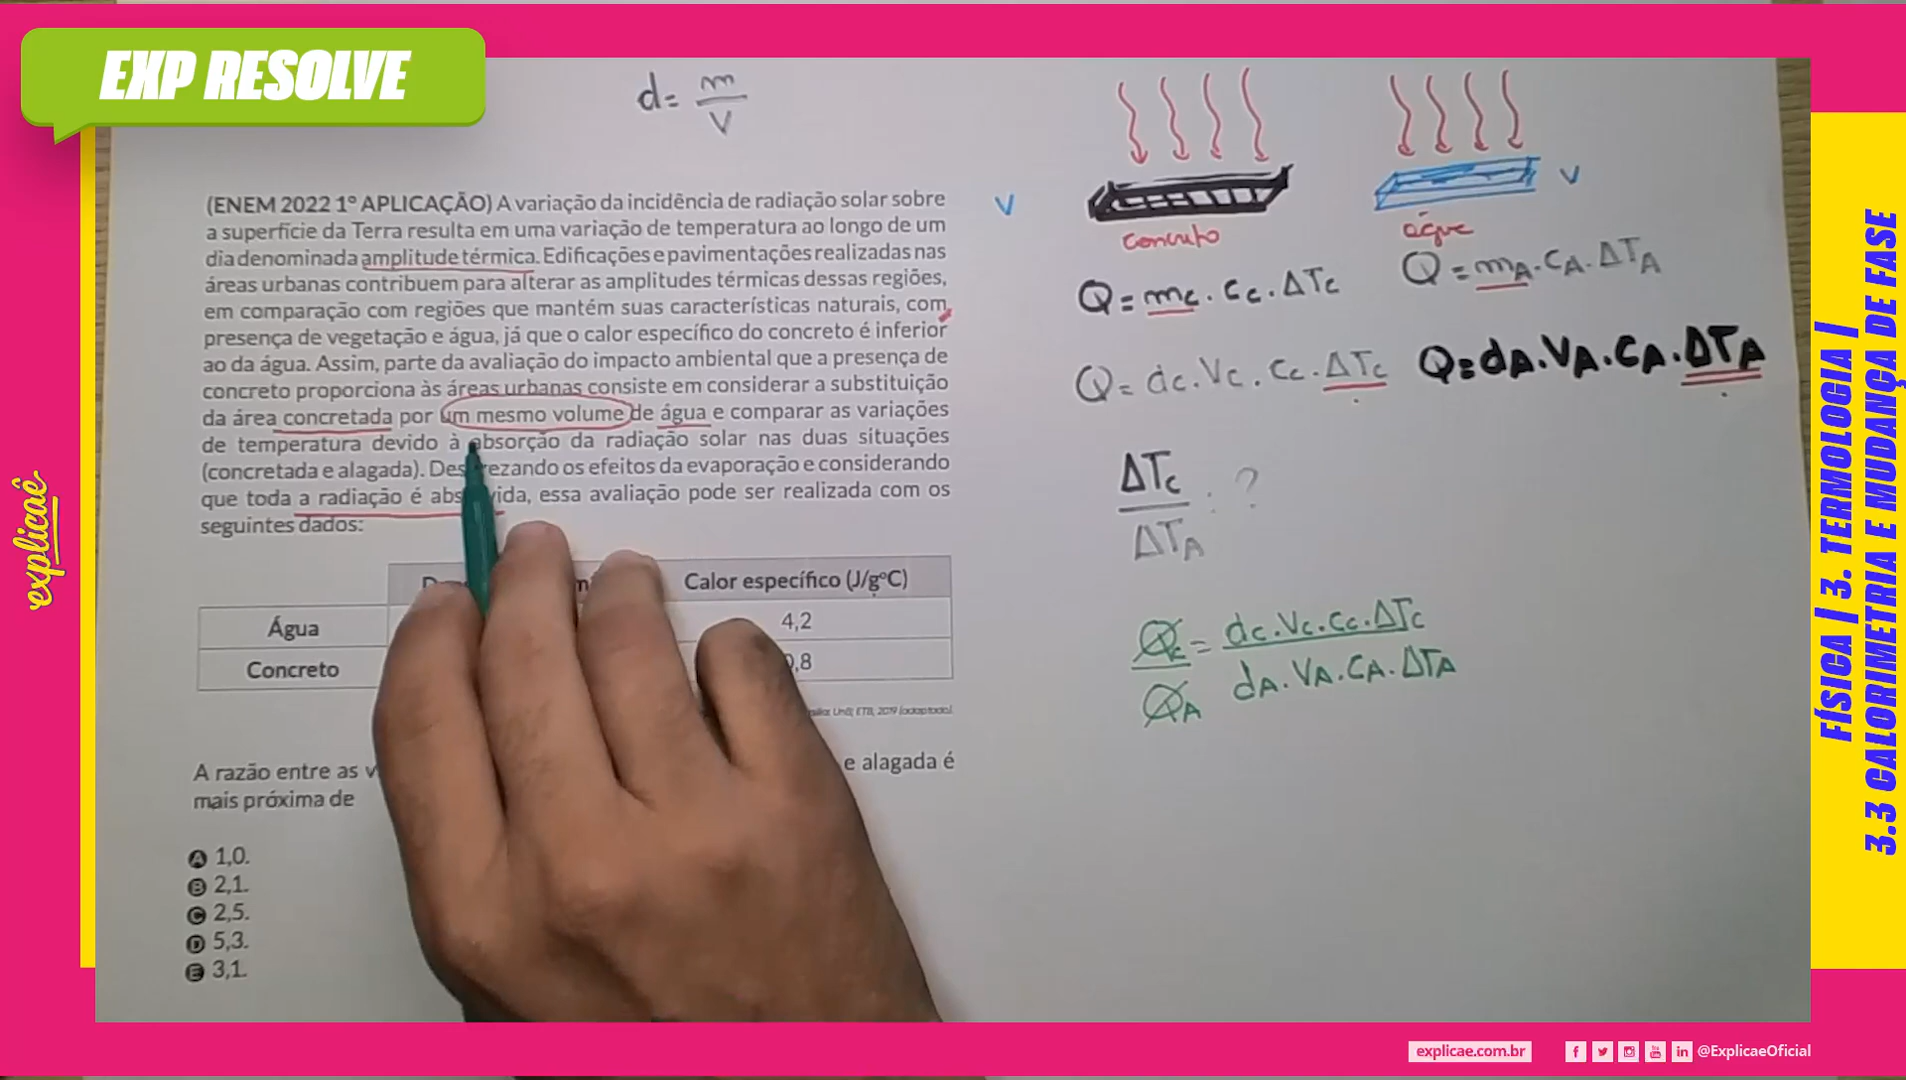 EXP RESOLVE
d = m
V
(ENEM 2022 1° APLICAÇÃO) A variação da incidência de radiação solar sobre
a superfície da Terra resulta em uma variação de temperatura ao longo de um
dia denominada amplitude térmica. Edificações e pavimentações realizadas nas
áreas urbanas contribuem para alterar as amplitudes térmicas dessas regiões,
em comparação com regiões que mantém suas características naturais, com
presença de vegetação e água, já que o calor específico do concreto é inferior
ao da água. Assim, parte da avaliação do impacto ambiental que a presença de
concreto proporciona às áreas urbanas consiste em considerar a substituição
da área concretada por um mesmo volume de água e comparar as variações
de temperatura devido à absorção da radiação solar nas duas situações
(concretada e alagada). Desprezando os efeitos da evaporação e considerando
que toda a radiação é absorvida, essa avaliação pode ser realizada com os
seguintes dados:
Calor específico (J/g°C)
Água 4,2
Concreto ,8
UnB; ETB, 2019 (adaptado).
A razão entre as e alagada é
mais próxima de
A 1,0.
B 2,1.
C 2,5.
D 5,3.
E 3,1.
V
V
concreto
água
Q = mc . cc . ΔTc
Q = mA . cA . ΔTA
Q = dc . Vc . cc . ΔTc
Q = dA . VA . cA . ΔTA
ΔTc
ΔTA
: ?
Qc = dc . Vc . cc . ΔTc
QA dA . VA . cA . ΔTA
explicaê
FÍSICA | 3. TERMOLOGIA |
3.3 CALORIMETRIA E MUDANÇA DE FASE
explicae.com.br
@ExplicaeOficial